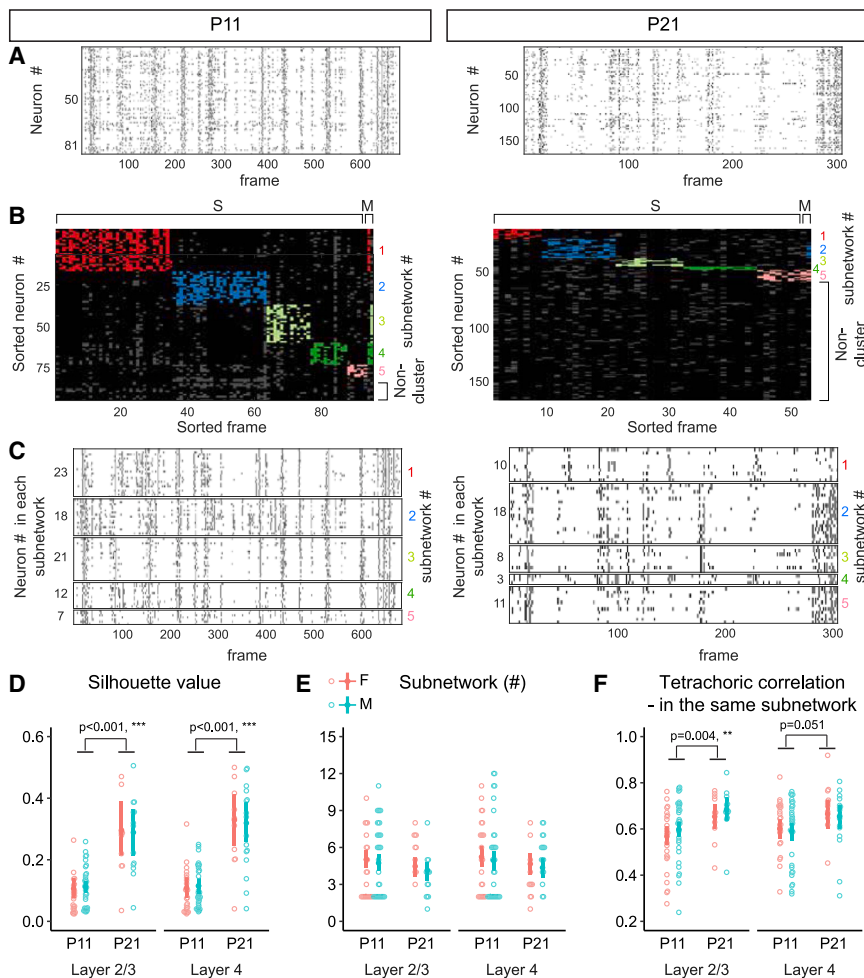 P11
P21
A
Neuron #
50
81
100 200 300 400 500 600
frame
Neuron #
50
100
150
100 200 300
frame
B
S M
Sorted neuron #
25
50
75
1
2
3
4
5
subnetwork #
Non-
cluster
20 40 60 80
Sorted frame
S M
Sorted neuron #
50
100
150
1
2
3
4
5
subnetwork #
Non-
cluster
10 20 30 40 50
Sorted frame
C
Neuron # in each
subnetwork
23
18
21
12
7
1
2
3
4
5
subnetwork #
100 200 300 400 500 600
frame
Neuron # in each
subnetwork
10
18
8
3
11
1
2
3
4
5
subnetwork #
100 200 300
frame
D
Silhouette value
p<0.001, *** p<0.001, ***
0.6
0.4
0.2
0.0
P11 P21 P11 P21
Layer 2/3 Layer 4
E
F
M
Subnetwork (#)
15
12
9
6
3
0
P11 P21 P11 P21
Layer 2/3 Layer 4
F
Tetrachoric correlation
- in the same subnetwork
p=0.004, ** p=0.051
1.0
0.8
0.6
0.4
0.2
P11 P21 P11 P21
Layer 2/3 Layer 4